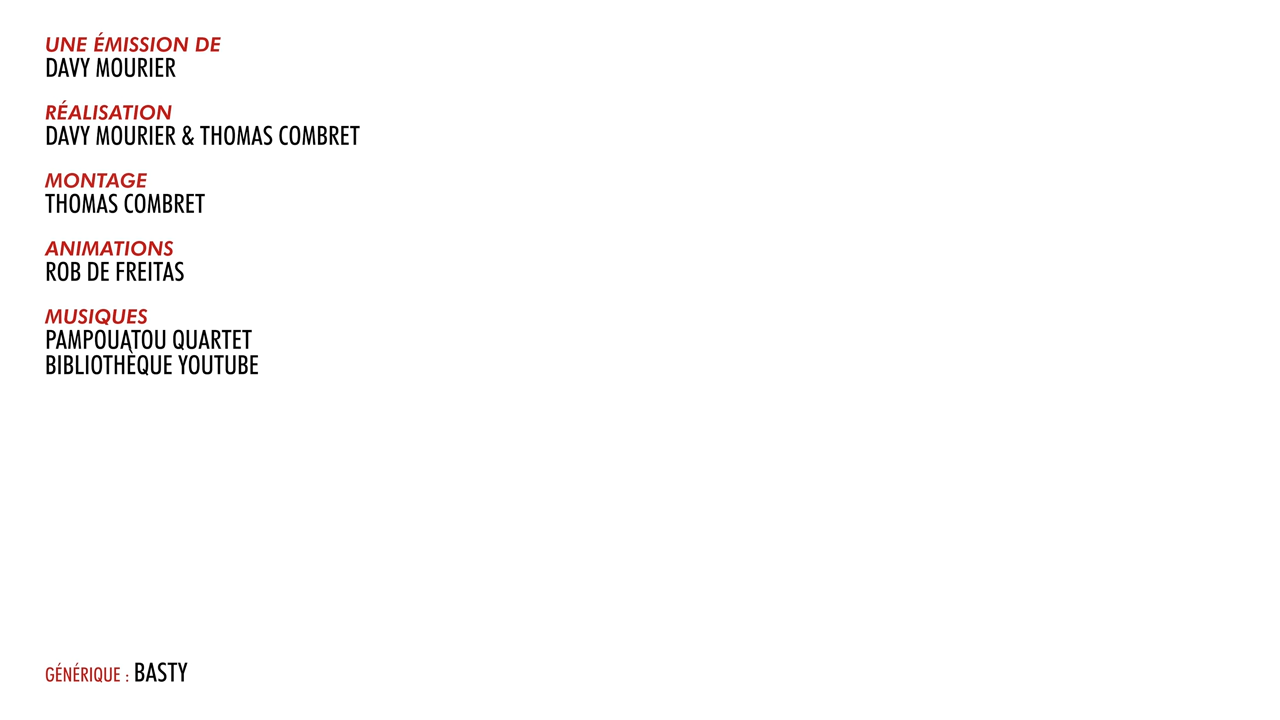 UNE ÉMISSION DE
DAVY MOURIER
RÉALISATION
DAVY MOURIER & THOMAS COMBRET
MONTAGE
THOMAS COMBRET
ANIMATIONS
ROB DE FREITAS
MUSIQUES
PAMPOUATOU QUARTET
BIBLIOTHÈQUE YOUTUBE
GÉNÉRIQUE : BASTY